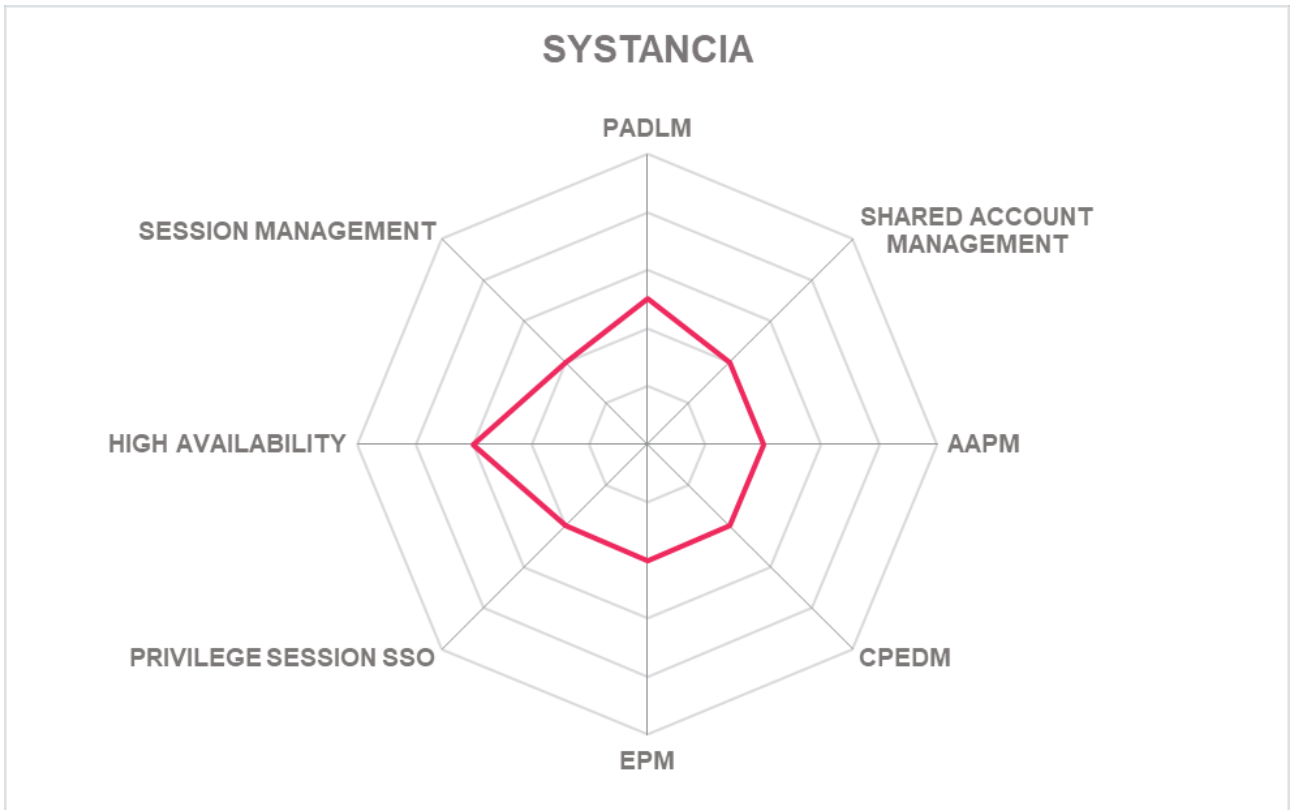 SYSTANCIA
PADLM
SHARED ACCOUNT
MANAGEMENT
SESSION MANAGEMENT
HIGH AVAILABILITY
AAPM
PRIVILEGE SESSION SSO
CPEDM
EPM